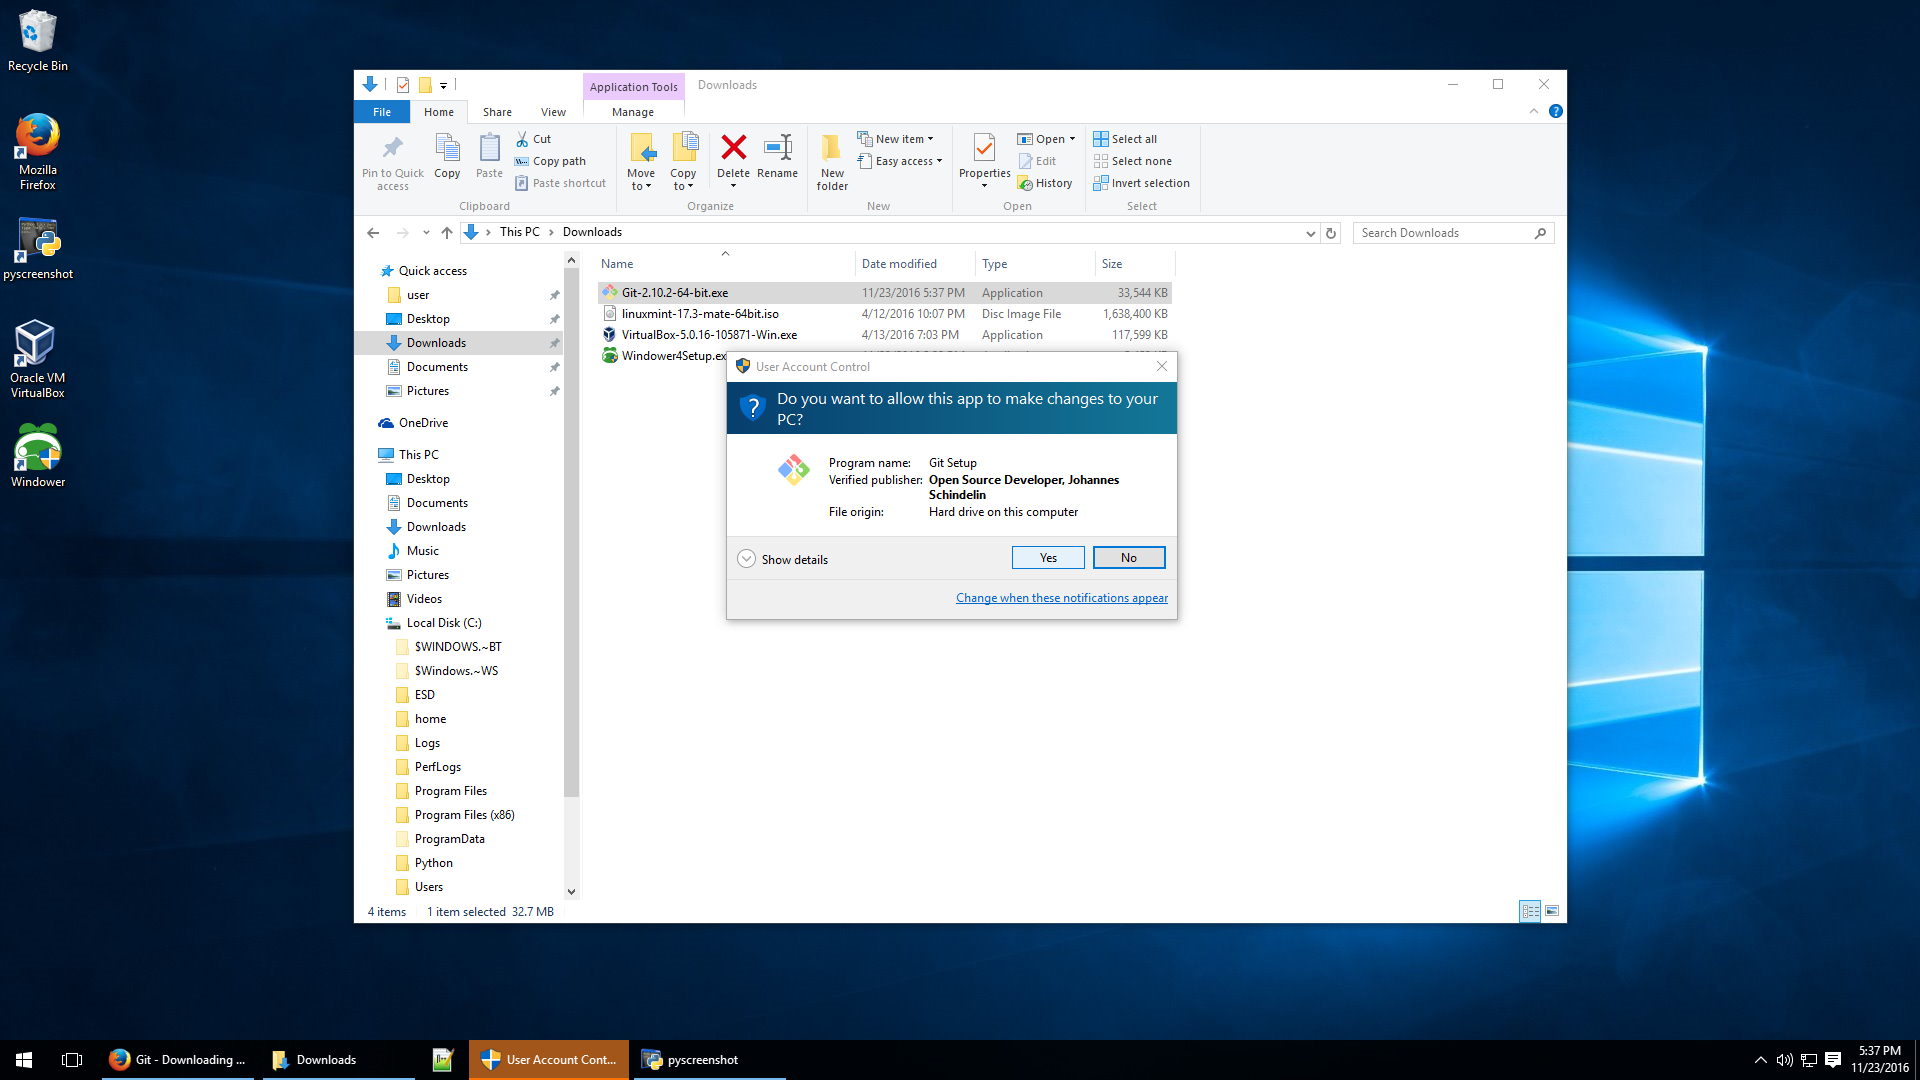 Recycle Bin
Mozilla
Firefox
pyscreenshot
Oracle VM
VirtualBox
Windower
Application Tools
Downloads
File
Home
Share
View
Manage
Pin to Quick
access
Copy
Paste
Cut
Copy path
Paste shortcut
Clipboard
Move
to
Copy
to
Delete
Rename
Organize
New
folder
New item
Easy access
New
Properties
Open
Edit
History
Open
Select all
Select none
Invert selection
Select
This PC > Downloads
Search Downloads
Quick access
user
Desktop
Downloads
Documents
Pictures
OneDrive
This PC
Desktop
Documents
Downloads
Music
Pictures
Videos
Local Disk (C:)
$WINDOWS.~BT
$Windows.~WS
ESD
home
Logs
PerfLogs
Program Files
Program Files (x86)
ProgramData
Python
Users
Name Date modified Type Size
Git-2.10.2-64-bit.exe 11/23/2016 5:37 PM Application 33,544 KB
linuxmint-17.3-mate-64bit.iso 4/12/2016 10:07 PM Disc Image File 1,638,400 KB
VirtualBox-5.0.16-105871-Win.exe 4/13/2016 7:03 PM Application 117,599 KB
Windower4Setup.ex
User Account Control
Do you want to allow this app to make changes to your
PC?
Program name: Git Setup
Verified publisher: Open Source Developer, Johannes
Schindelin
File origin: Hard drive on this computer
Show details
Yes
No
Change when these notifications appear
4 items 1 item selected 32.7 MB
Git - Downloading ...
Downloads
User Account Cont...
pyscreenshot
5:37 PM
11/23/2016